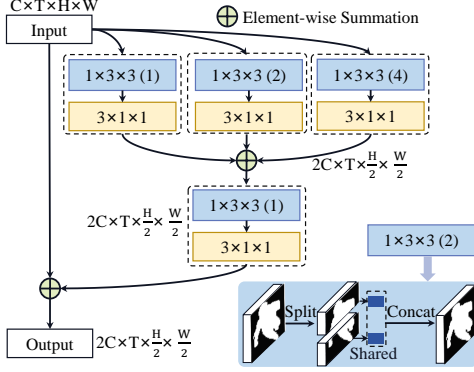 C×T×H×W
Element-wise Summation
Input
1×3×3 (1)
1×3×3 (2)
1×3×3 (4)
3×1×1
3×1×1
3×1×1
2C×T×H/2×W/2
2C×T×H/2×W/2
1×3×3 (1)
3×1×1
1×3×3 (2)
Split
Concat
Shared
Output
2C×T×H/2×W/2